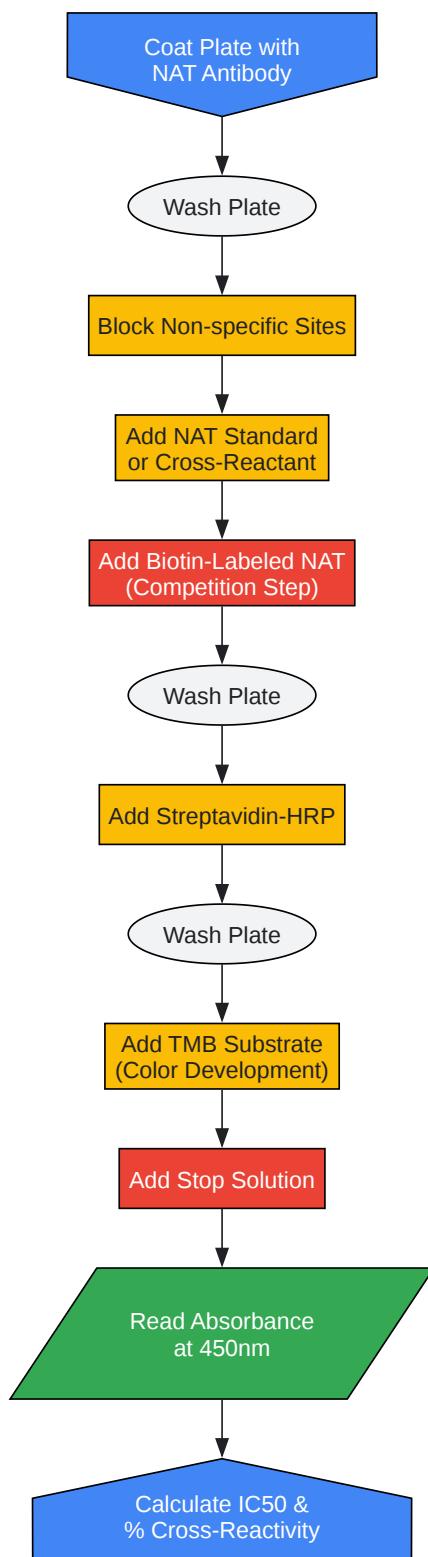 Coat Plate with
NAT Antibody
Wash Plate
Block Non-specific Sites
Add NAT Standard
or Cross-Reactant
Add Biotin-Labeled NAT
(Competition Step)
Wash Plate
Add Streptavidin-HRP
Wash Plate
Add TMB Substrate
(Color Development)
Add Stop Solution
Read Absorbance
at 450nm
Calculate IC50 &
% Cross-Reactivity